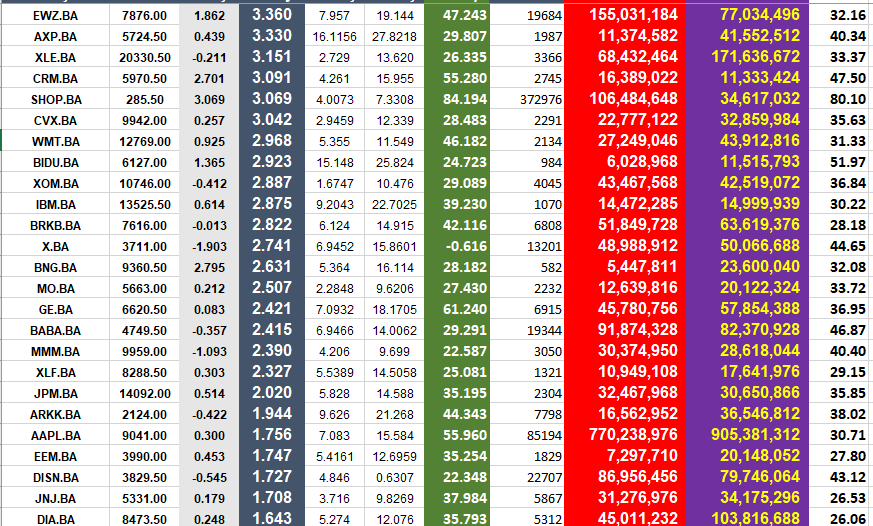 EWZ.BA 7876.00 1.862 3.360 7.957 19.144 47.243 19684 155,031,184 77,034,496 32.16
AXP.BA 5724.50 0.439 3.330 16.1156 27.8218 29.807 1987 11,374,582 41,552,512 40.34
XLE.BA 20330.50 -0.211 3.151 2.729 13.620 26.335 3366 68,432,464 171,636,672 33.37
CRM.BA 5970.50 2.701 3.091 4.261 15.955 55.280 2745 16,389,022 11,333,424 47.50
SHOP.BA 285.50 3.069 3.069 4.0073 7.3308 84.194 372976 106,484,648 34,617,032 80.10
CVX.BA 9942.00 0.257 3.042 2.9459 12.339 28.483 2291 22,777,122 32,859,984 35.63
WMT.BA 12769.00 0.925 2.968 5.355 11.549 46.182 2134 27,249,046 43,912,816 31.33
BIDU.BA 6127.00 1.365 2.923 15.148 25.824 24.723 984 6,028,968 11,515,793 51.97
XOM.BA 10746.00 -0.412 2.887 1.6747 10.476 29.089 4045 43,467,568 42,519,072 36.84
IBM.BA 13525.50 0.614 2.875 9.2043 22.7025 39.230 1070 14,472,285 14,999,939 30.22
BRKB.BA 7616.00 -0.013 2.822 6.124 14.915 42.116 6808 51,849,728 63,619,376 28.18
X.BA 3711.00 -1.903 2.741 6.9452 15.8601 -0.616 13201 48,988,912 50,066,688 44.65
BNG.BA 9360.50 2.795 2.631 5.364 16.114 28.182 582 5,447,811 23,600,040 32.08
MO.BA 5663.00 0.212 2.507 2.2848 9.6206 27.430 2232 12,639,816 20,122,324 33.72
GE.BA 6620.50 0.083 2.421 7.0932 18.1705 61.240 6915 45,780,756 57,854,388 36.95
BABA.BA 4749.50 -0.357 2.415 6.9466 14.0062 29.291 19344 91,874,328 82,370,928 46.87
MMM.BA 9959.00 -1.093 2.390 4.206 9.699 22.587 3050 30,374,950 28,618,044 40.40
XLF.BA 8288.50 0.303 2.327 5.5389 14.5058 25.081 1321 10,949,108 17,641,976 29.15
JPM.BA 14092.00 0.514 2.020 5.828 14.588 35.195 2304 32,467,968 30,650,866 35.85
ARKK.BA 2124.00 -0.422 1.944 9.626 21.268 44.343 7798 16,562,952 36,546,812 38.02
AAPL.BA 9041.00 0.300 1.756 7.083 15.584 55.960 85194 770,238,976 905,381,312 30.71
EEM.BA 3990.00 0.453 1.747 5.4161 12.6959 35.254 1829 7,297,710 20,148,052 27.80
DISN.BA 3829.50 -0.545 1.727 4.846 0.6307 22.348 22707 86,956,456 79,746,064 43.12
JNJ.BA 5331.00 0.179 1.708 3.716 9.8269 37.984 5867 31,276,976 34,175,296 26.53
DIA.BA 8473.50 0.248 1.643 5.274 12.076 35.793 5312 45,011,232 103,816,688 26.06